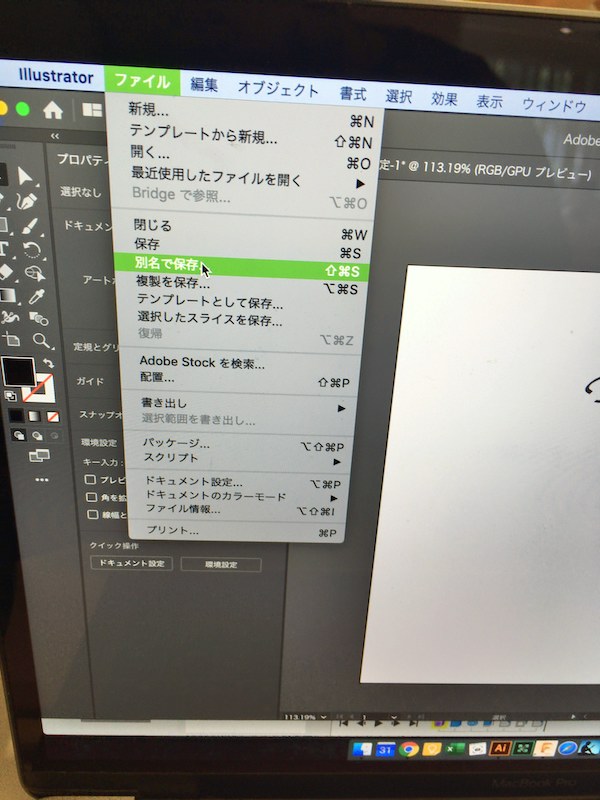 Illustrator ファイル 編集 オブジェクト 書式 選択 効果 表示 ウィンドウ
新規... ⌘N
テンプレートから新規... ⇧⌘N
開く... ⌘O
最近使用したファイルを開く ▶
Bridge で参照... ⌥⌘O
閉じる ⌘W
保存 ⌘S
別名で保存 ⇧⌘S
複製を保存... ⌥⌘S
テンプレートとして保存...
選択したスライスを保存...
復帰 ⌥⌘Z
Adobe Stock を検索...
配置... ⇧⌘P
書き出し ▶
選択範囲を書き出し...
パッケージ... ⌥⇧⌘P
スクリプト ▶
ドキュメント設定... ⌥⌘P
ドキュメントのカラーモード ▶
ファイル情報... ⌥⇧⌘I
プリント... ⌘P
Adobe
定-1* @ 113.19% (RGB/GPU プレビュー)
プロパティ
選択なし
ドキュメン
アート
定規とグリ
ガイド
スナップオ
環境設定
キー入力:
プレビ
角を拡
線幅と
クイック操作
ドキュメント設定 環境設定
113.19% 1 選択
31 Ai F
MacBook Pro